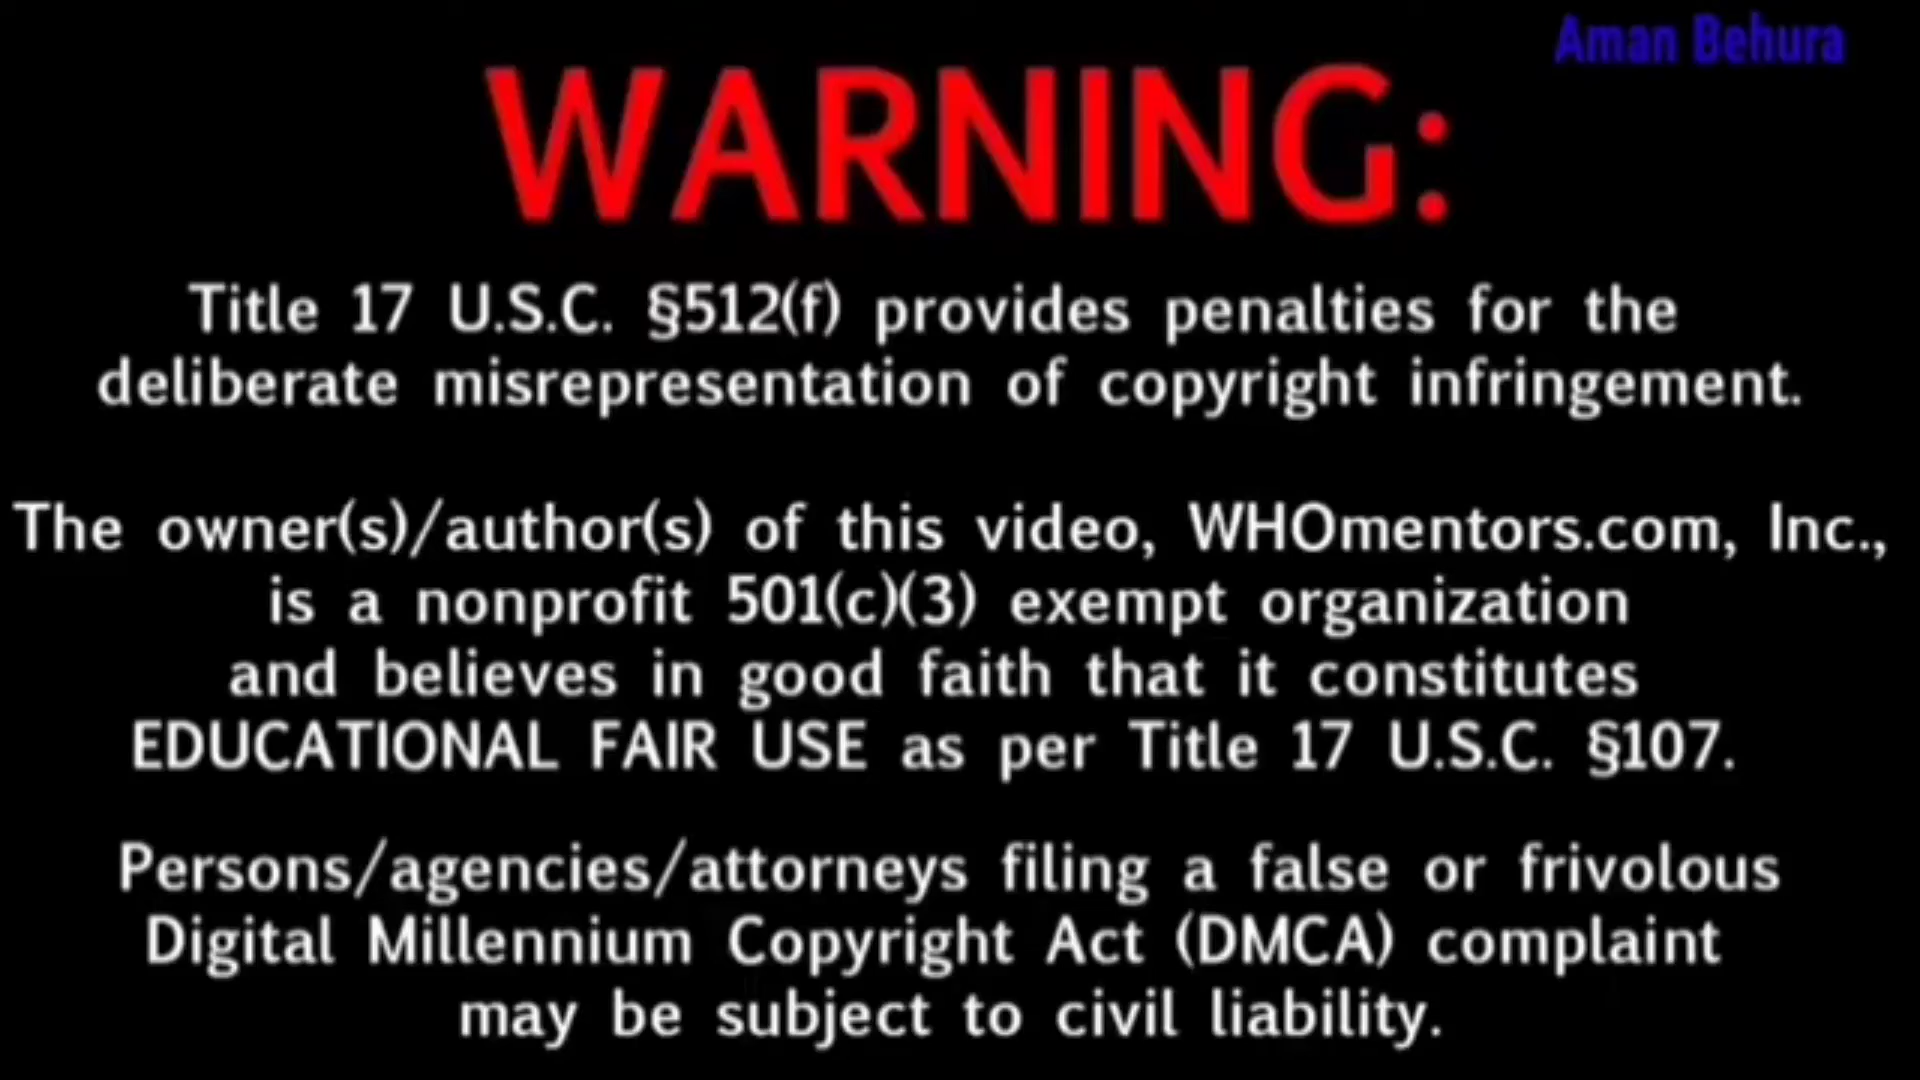 Aman Behura
WARNING:
Title 17 U.S.C. §512(f) provides penalties for the
deliberate misrepresentation of copyright infringement.
The owner(s)/author(s) of this video, WHOmentors.com, Inc.,
is a nonprofit 501(c)(3) exempt organization
and believes in good faith that it constitutes
EDUCATIONAL FAIR USE as per Title 17 U.S.C. §107.
Persons/agencies/attorneys filing a false or frivolous
Digital Millennium Copyright Act (DMCA) complaint
may be subject to civil liability.